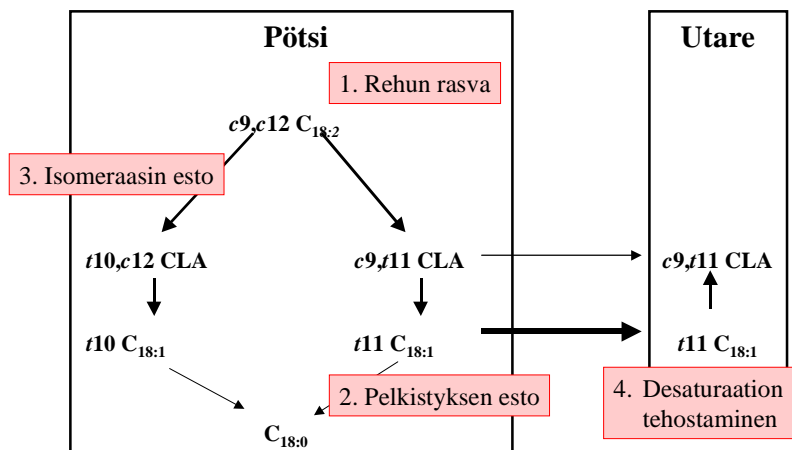 Pötsi
Utare
1. Rehun rasva
c9,c12 C18:2
3. Isomeraasin esto
t10,c12 CLA
c9,t11 CLA
c9,t11 CLA
t10 C18:1
t11 C18:1
t11 C18:1
2. Pelkistyksen esto
4. Desaturaation
tehostaminen
C18:0